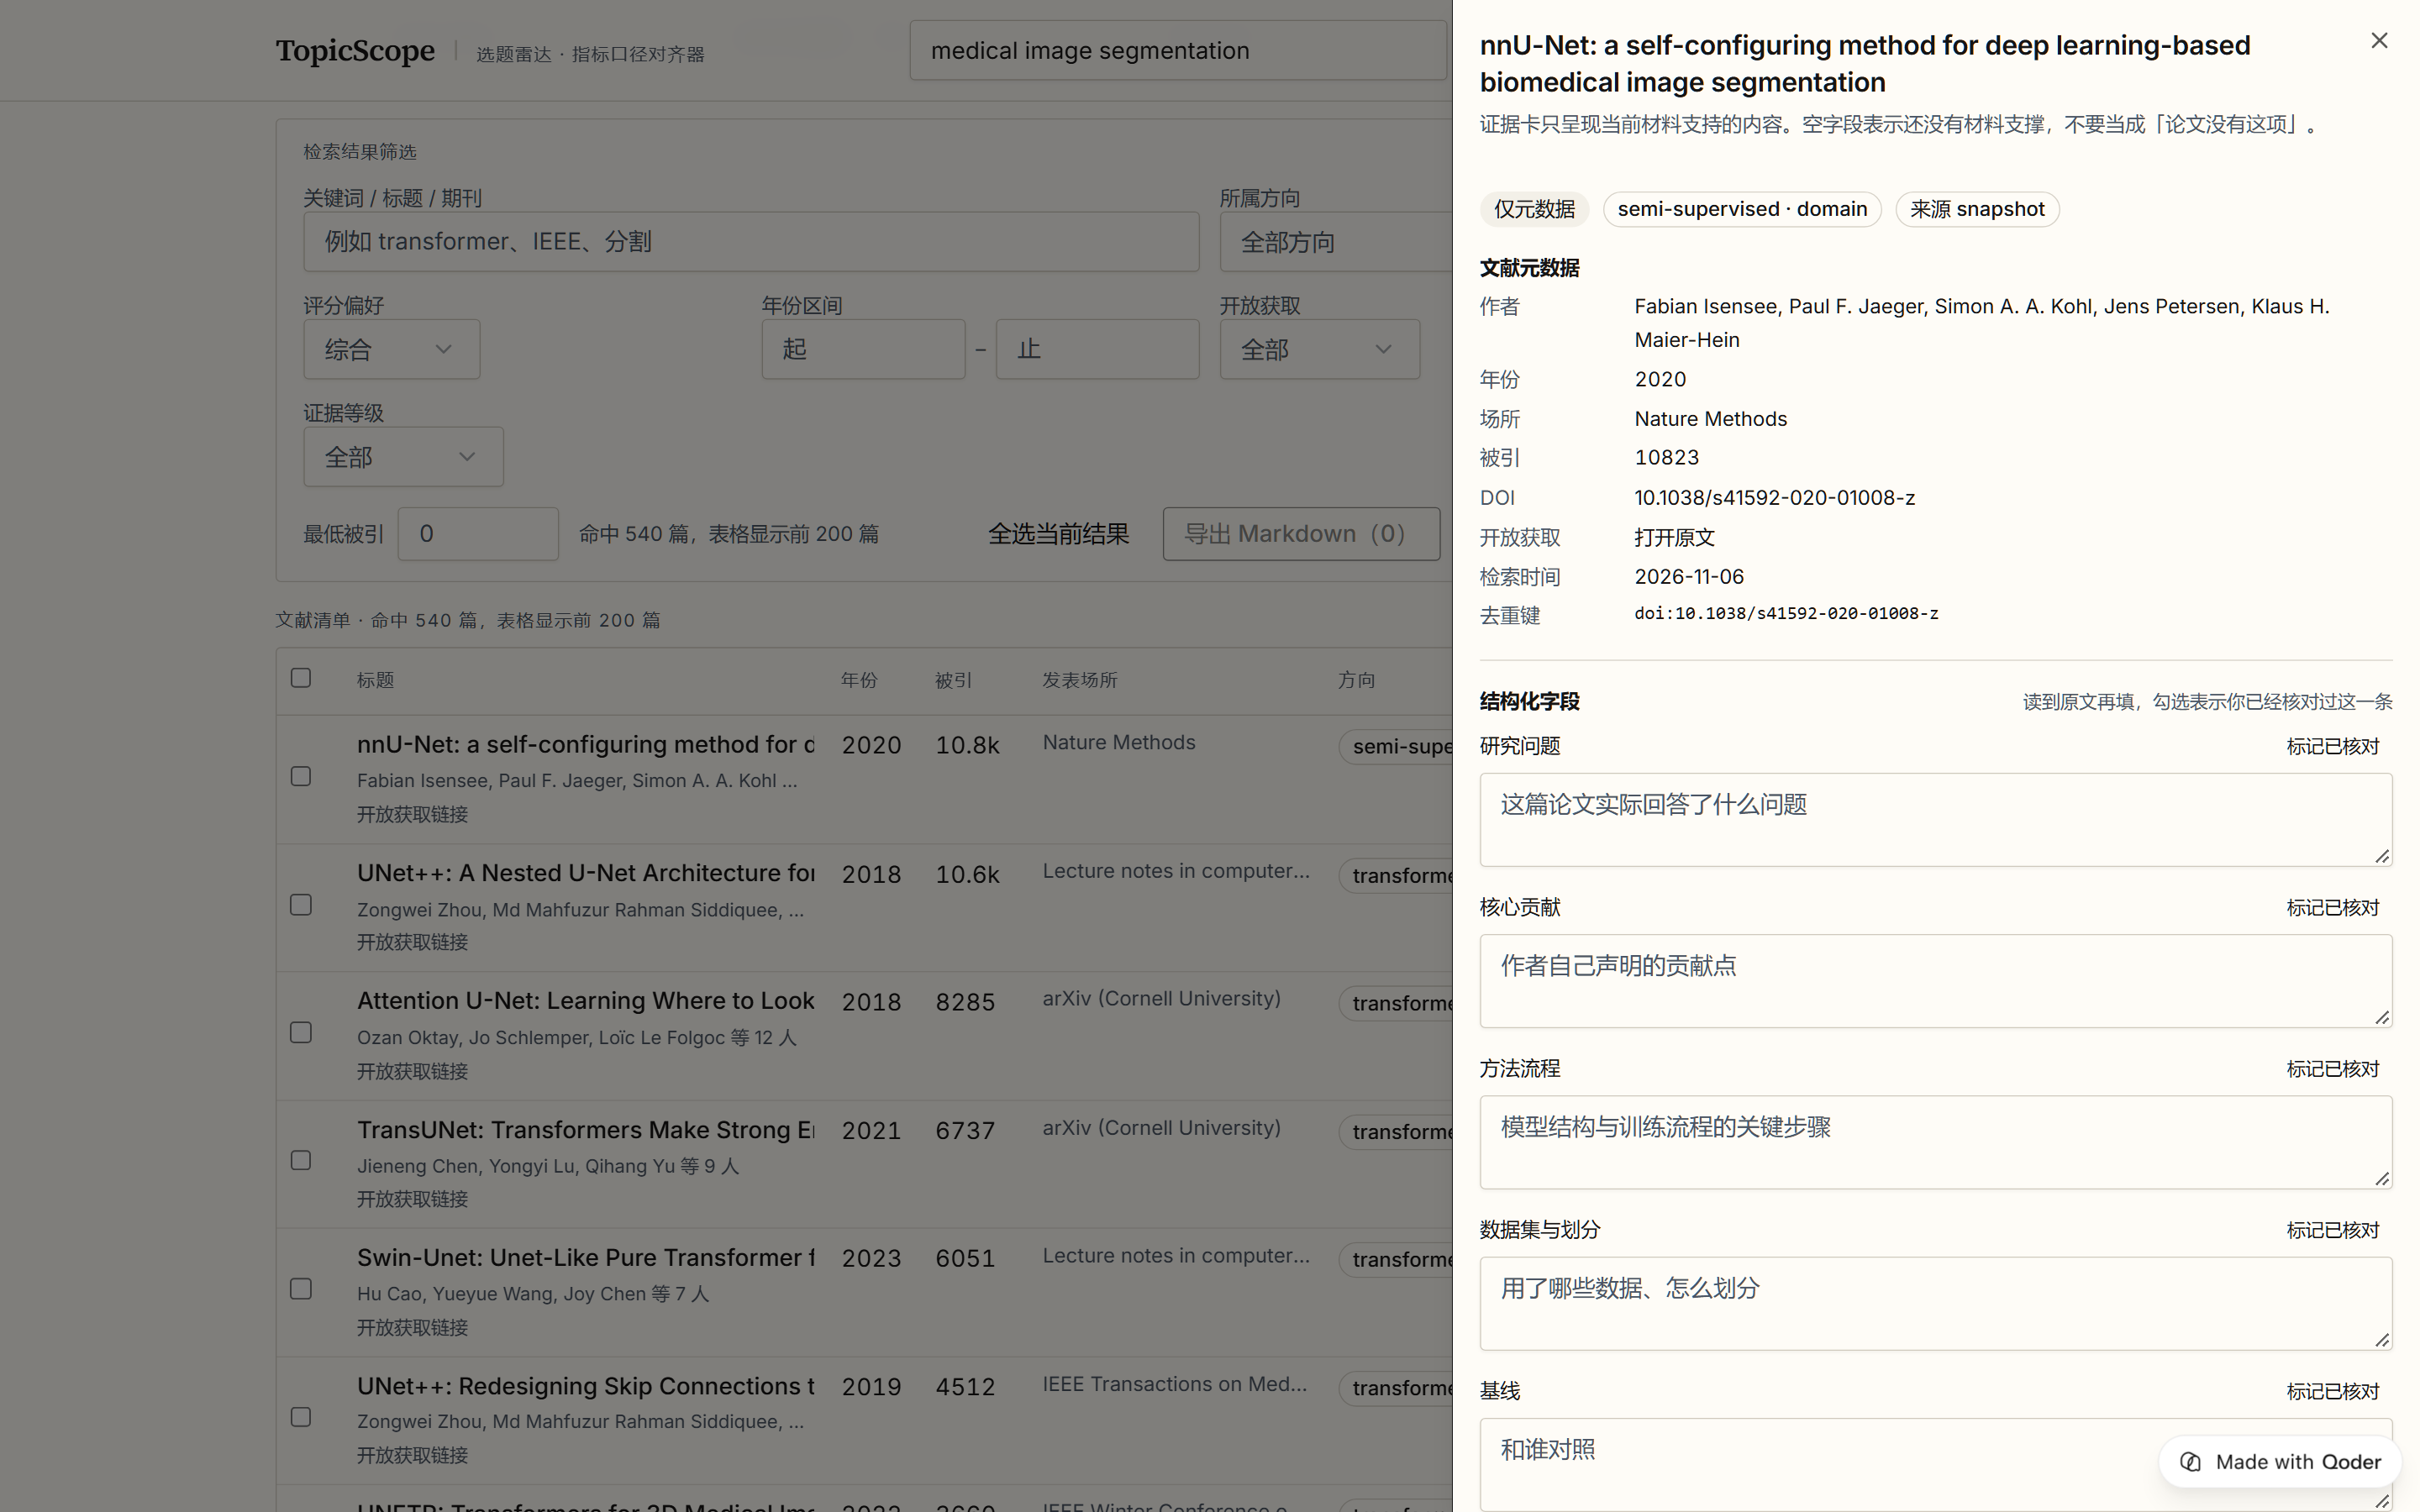 TopicScope
选题雷达 · 指标口径对齐器
medical image segmentation
检索结果筛选
关键词 / 标题 / 期刊
所属方向
例如 transformer、IEEE、分割
全部方向
评分偏好
年份区间
开放获取
综合
起
–
止
全部
证据等级
全部
最低被引
0
命中 540 篇，表格显示前 200 篇
全选当前结果
导出 Markdown（0）
文献清单 · 命中 540 篇，表格显示前 200 篇
标题
年份
被引
发表场所
方向
nnU-Net: a self-configuring method for d
2020
10.8k
Nature Methods
semi-supe
Fabian Isensee, Paul F. Jaeger, Simon A. A. Kohl ...
开放获取链接
UNet++: A Nested U-Net Architecture for
2018
10.6k
Lecture notes in computer...
transforme
Zongwei Zhou, Md Mahfuzur Rahman Siddiquee, ...
开放获取链接
Attention U-Net: Learning Where to Look
2018
8285
arXiv (Cornell University)
transforme
Ozan Oktay, Jo Schlemper, Loïc Le Folgoc 等 12 人
开放获取链接
TransUNet: Transformers Make Strong E
2021
6737
arXiv (Cornell University)
transforme
Jieneng Chen, Yongyi Lu, Qihang Yu 等 9 人
开放获取链接
Swin-Unet: Unet-Like Pure Transformer f
2023
6051
Lecture notes in computer...
transforme
Hu Cao, Yueyue Wang, Joy Chen 等 7 人
开放获取链接
UNet++: Redesigning Skip Connections t
2019
4512
IEEE Transactions on Med...
transforme
Zongwei Zhou, Md Mahfuzur Rahman Siddiquee, ...
开放获取链接
UNETR: Transformers for 3D Medical Ima
IEEE Winter Conference
nnU-Net: a self-configuring method for deep learning-based
biomedical image segmentation
证据卡只呈现当前材料支持的内容。空字段表示还没有材料支撑，不要当成「论文没有这项」。
仅元数据
semi-supervised · domain
来源 snapshot
文献元数据
作者
Fabian Isensee, Paul F. Jaeger, Simon A. A. Kohl, Jens Petersen, Klaus H.
Maier-Hein
年份
2020
场所
Nature Methods
被引
10823
DOI
10.1038/s41592-020-01008-z
开放获取
打开原文
检索时间
2026-11-06
去重键
doi:10.1038/s41592-020-01008-z
结构化字段
读到原文再填，勾选表示你已经核对过这一条
研究问题
标记已核对
这篇论文实际回答了什么问题
核心贡献
标记已核对
作者自己声明的贡献点
方法流程
标记已核对
模型结构与训练流程的关键步骤
数据集与划分
标记已核对
用了哪些数据、怎么划分
基线
标记已核对
和谁对照
Made with Qoder